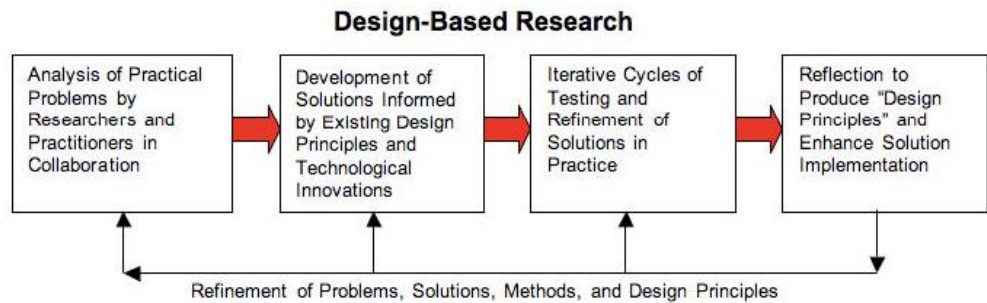 Design-Based Research
Analysis of Practical
Problems by
Researchers and
Practitioners in
Collaboration
Development of
Solutions Informed
by Existing Design
Principles and
Technological
Innovations
Iterative Cycles of
Testing and
Refinement of
Solutions in
Practice
Reflection to
Produce “Design
Principles” and
Enhance Solution
Implementation
Refinement of Problems, Solutions, Methods, and Design Principles